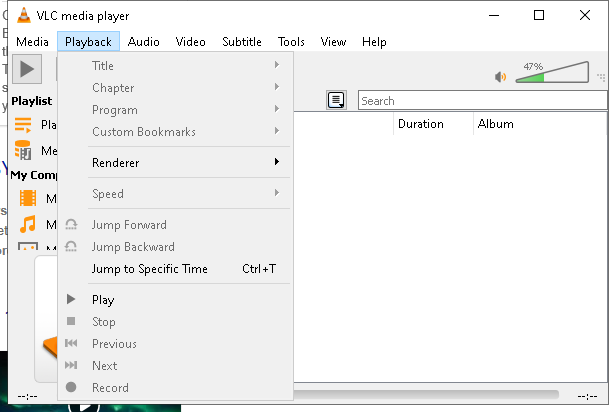 VLC media player
Media Playback Audio Video Subtitle Tools View Help
47%
Title
Chapter
Program
Custom Bookmarks
Renderer
Speed
Jump Forward
Jump Backward
Jump to Specific Time Ctrl+T
Play
Stop
Previous
Next
Record
Playlist
Pla
Me
My Comp
M
M
M
Search
Duration Album
--:-- --:--